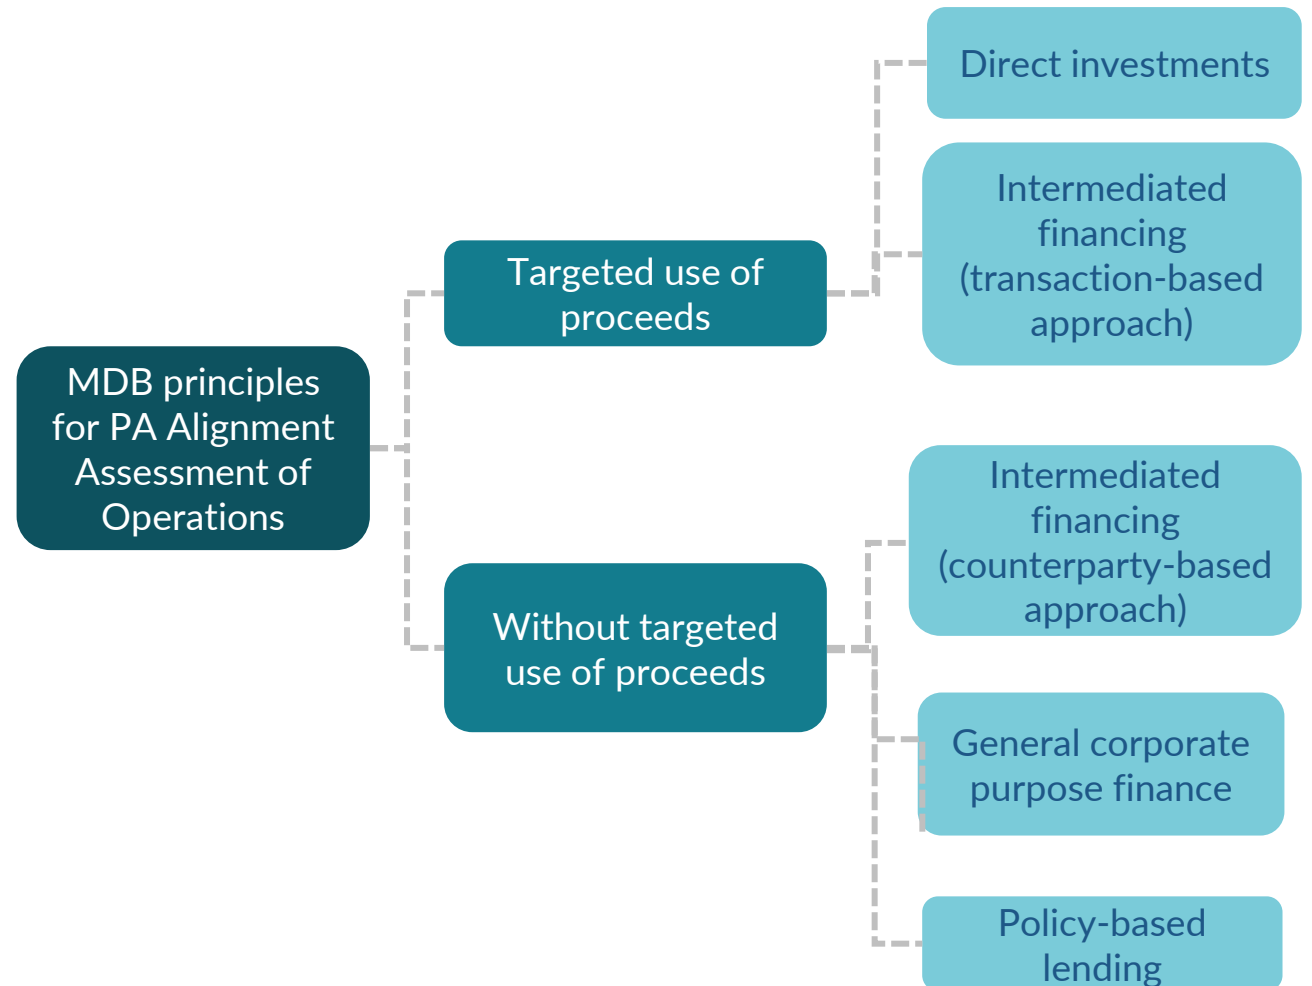 MDB principles
for PA Alignment
Assessment of
Operations
Targeted use of
proceeds
Direct investments
Intermediated
financing
(transaction-based
approach)
Without targeted
use of proceeds
Intermediated
financing
(counterparty-based
approach)
General corporate
purpose finance
Policy-based
lending